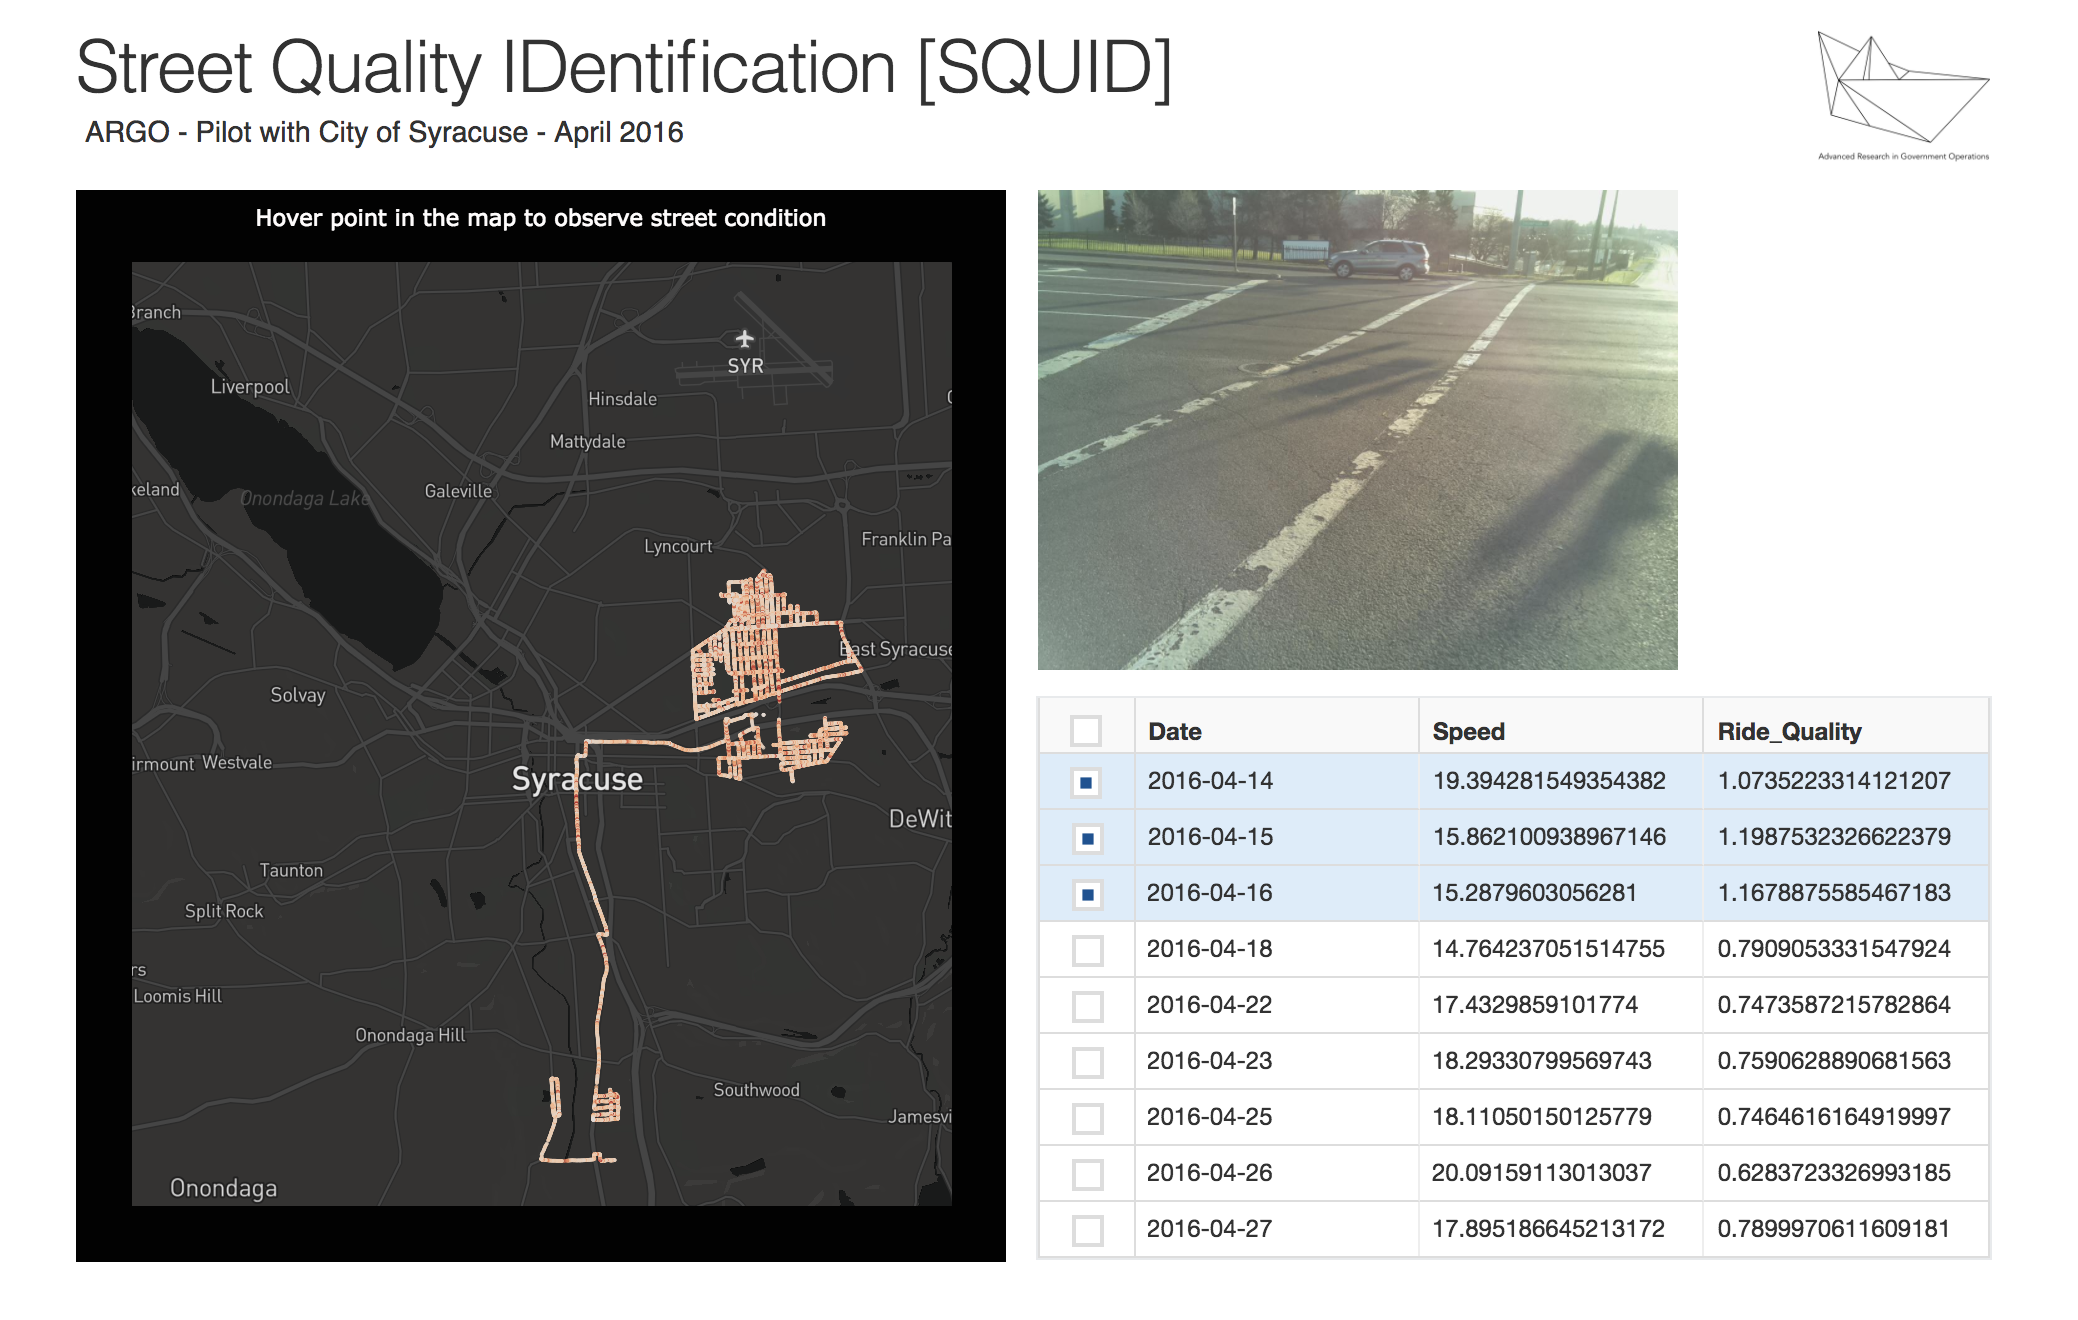 Street Quality IDentification [SQUID]
ARGO - Pilot with City of Syracuse - April 2016
Advanced Research in Government Operations
Hover point in the map to observe street condition
Branch
SYR
Liverpool
Hinsdale
Mattydale
keland
Onondaga Lake
Galeville
Lyncourt
Franklin Pa
East Syracuse
Solvay
irmount
Westvale
Syracuse
DeWit
Taunton
Split Rock
rs
Loomis Hill
Onondaga Hill
Southwood
Jamesvi
Onondaga
Date Speed Ride_Quality
2016-04-14 19.394281549354382 1.0735223314121207
2016-04-15 15.862100938967146 1.1987532326622379
2016-04-16 15.2879603056281 1.1678875585467183
2016-04-18 14.764237051514755 0.7909053331547924
2016-04-22 17.4329859101774 0.7473587215782864
2016-04-23 18.29330799569743 0.7590628890681563
2016-04-25 18.11050150125779 0.7464616164919997
2016-04-26 20.09159113013037 0.6283723326993185
2016-04-27 17.895186645213172 0.7899970611609181